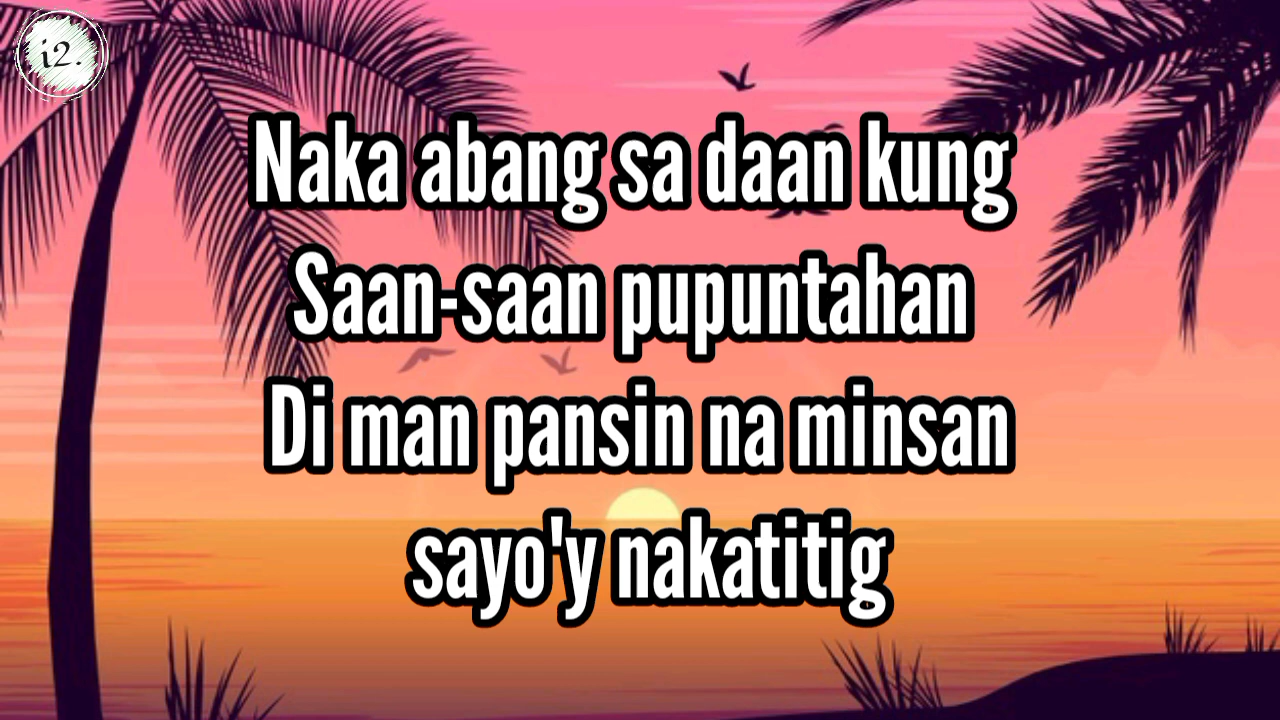 i2.
Naka abang sa daan kung
Saan-saan pupuntahan
Di man pansin na minsan
sayo'y nakatitig